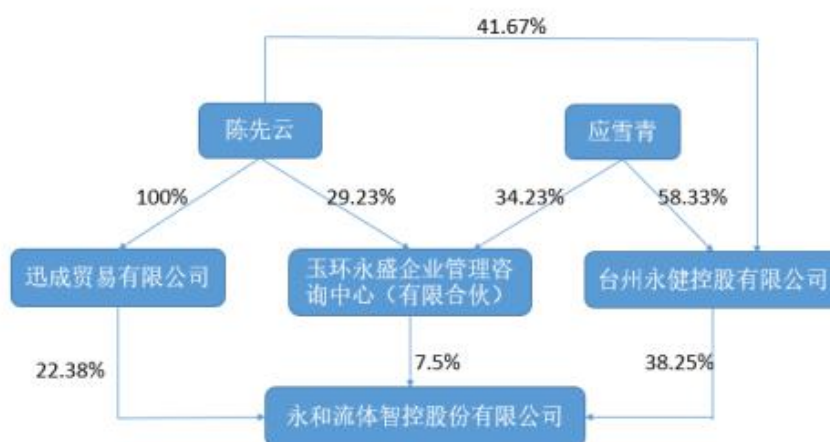 41.67%
陈先云
应雪青
100%
29.23%
34.23%
58.33%
迅成贸易有限公司
玉环永盛企业管理咨
询中心（有限合伙）
台州永健控股有限公司
22.38%
7.5%
38.25%
永和流体智控股份有限公司